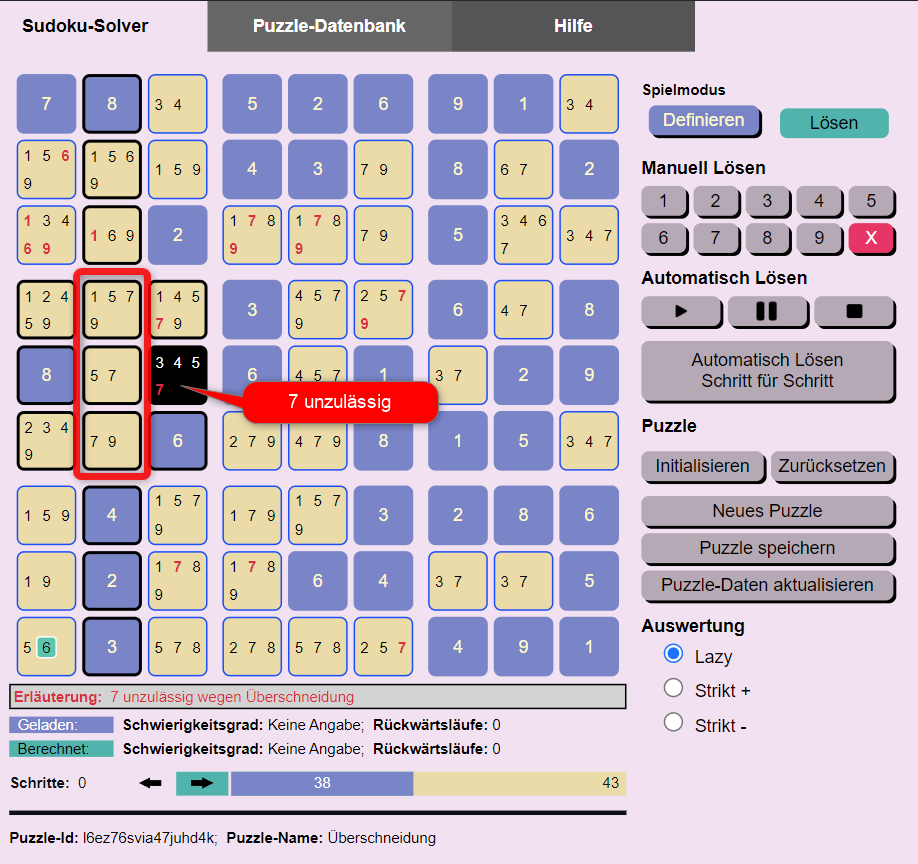 Sudoku-Solver Puzzle-Datenbank Hilfe
7 8 3 4 5 2 6 9 1 3 4
1 5 6 1 5 6 1 5 9 4 3 7 9 8 6 7 2
9 9
1 3 4 1 6 9 2 1 7 8 1 7 8 7 9 5 3 4 6 3 4 7
6 9 9 9 7
1 2 4 1 5 7 1 4 5 3 4 5 7 2 5 7 6 4 7 8
5 9 9 7 9 9 9
8 5 7 3 4 5 6 4 5 7 1 3 7 2 9
7
7 unzulässig
2 3 4 7 9 6 2 7 9 4 7 9 8 1 5 3 4 7
9
1 5 9 4 1 5 7 1 7 9 1 5 7 3 2 8 6
9 9
1 9 2 1 7 8 1 7 8 6 4 3 7 3 7 5
9 9
5 6 3 5 7 8 2 7 8 5 7 8 2 5 7 4 9 1
Erläuterung: 7 unzulässig wegen Überschneidung
Geladen: Schwierigkeitsgrad: Keine Angabe; Rückwärtsläufe: 0
Berechnet: Schwierigkeitsgrad: Keine Angabe; Rückwärtsläufe: 0
Schritte: 0 38 43
Puzzle-Id: l6ez76svia47juhd4k; Puzzle-Name: Überschneidung
Spielmodus
Definieren Lösen
Manuell Lösen
1 2 3 4 5
6 7 8 9 X
Automatisch Lösen
Automatisch Lösen
Schritt für Schritt
Puzzle
Initialisieren Zurücksetzen
Neues Puzzle
Puzzle speichern
Puzzle-Daten aktualisieren
Auswertung
Lazy
Strikt +
Strikt -